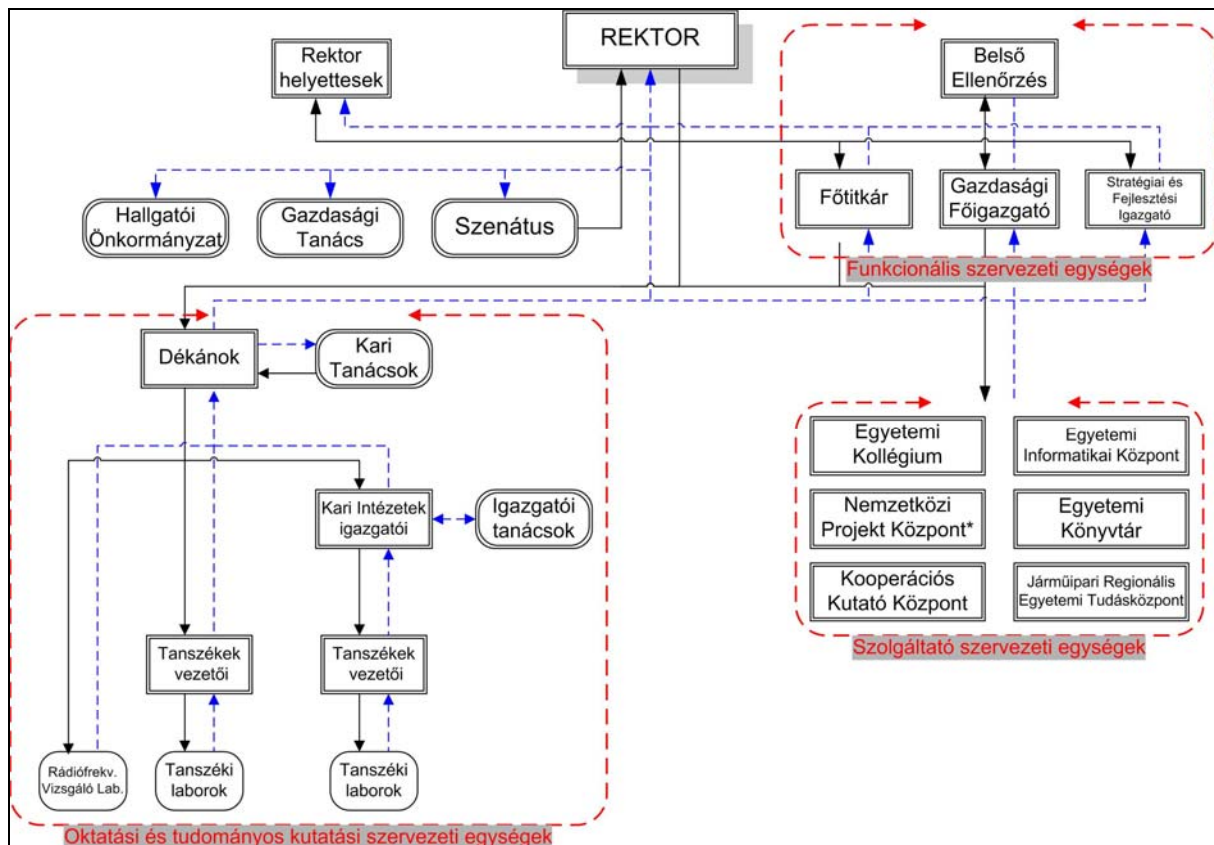 REKTOR
Rektor
helyettesek
Belső
Ellenőrzés
Hallgatói
Önkormányzat
Gazdasági
Tanács
Szenátus
Főtitkár
Gazdasági
Főigazgató
Stratégiai és
Fejlesztési
Igazgató
Funkcionális szervezeti egységek
Dékánok
Kari
Tanácsok
Kari Intézetek
igazgatói
Igazgatói
tanácsok
Tanszékek
vezetői
Tanszékek
vezetői
Rádiófrekv.
Vizsgáló Lab.
Tanszéki
laborok
Tanszéki
laborok
Oktatási és tudományos kutatási szervezeti egységek
Egyetemi
Kollégium
Egyetemi
Informatikai Központ
Nemzetközi
Projekt Központ*
Egyetemi
Könyvtár
Kooperációs
Kutató Központ
Járműipari Regionális
Egyetemi Tudásközpont
Szolgáltató szervezeti egységek